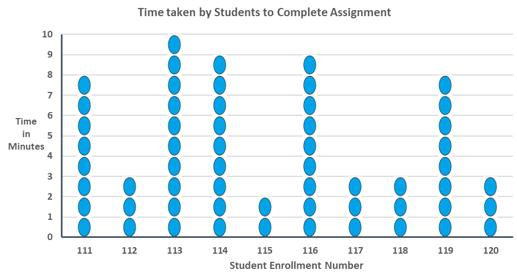 Time taken by Students to Complete Assignment
10
9
8
7
6
5
4
3
2
1
0
Time
in
Minutes
111 112 113 114 115 116 117 118 119 120
Student Enrollment Number